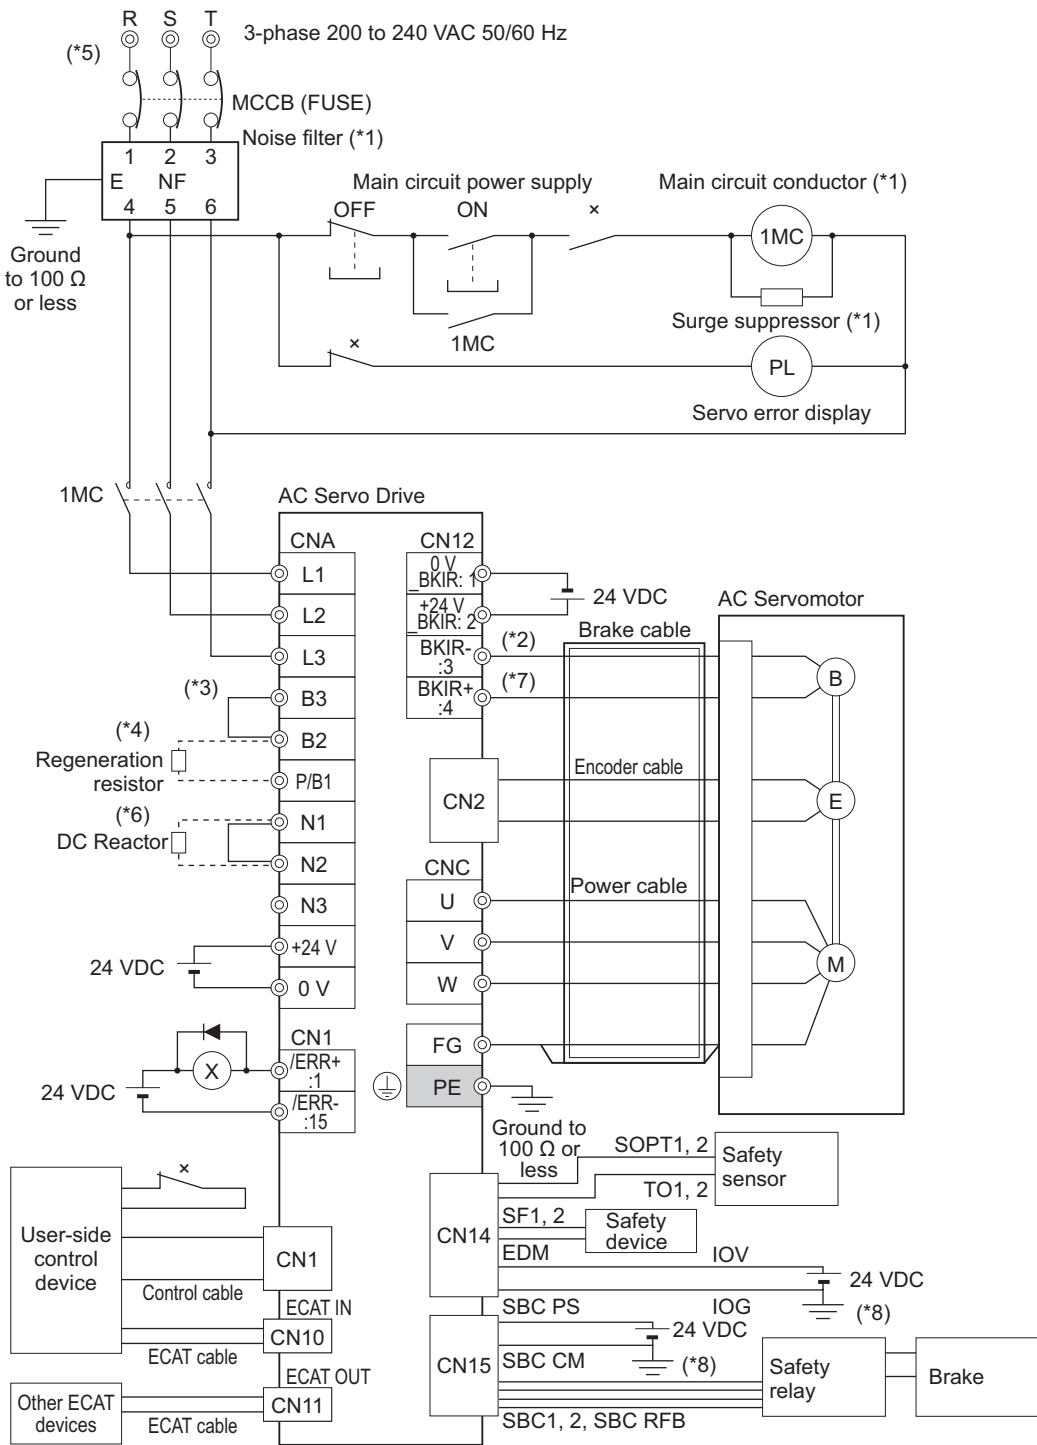 R S T
3-phase 200 to 240 VAC 50/60 Hz
(*5)
MCCB (FUSE)
Noise filter (*1)
1 2 3
E NF
4 5 6
Ground
to 100 Ω
or less
Main circuit power supply
OFF
ON
×
Main circuit conductor (*1)
1MC
Surge suppressor (*1)
1MC
×
PL
Servo error display
1MC
AC Servo Drive
CNA
L1
L2
L3
(*3)
B3
B2
(*4)
Regeneration
resistor
P/B1
(*6)
DC Reactor
N1
N2
N3
+24 V
24 VDC
0 V
CN1
/ERR+
:1
X
24 VDC
/ERR-
:15
CN12
0 V
_BKIR: 1
+24 V
_BKIR: 2
24 VDC
BKIR-
:3
(*2)
BKIR+
:4
(*7)
Brake cable
AC Servomotor
B
CN2
Encoder cable
E
CNC
Power cable
U
V
W
M
FG
PE
Ground to
100 Ω or
less
×
User-side
control
device
CN1
Control cable
ECAT IN
CN10
ECAT cable
ECAT OUT
Other ECAT
devices
CN11
ECAT cable
CN14
SOPT1, 2
Safety
sensor
TO1, 2
SF1, 2
Safety
device
EDM
IOV
24 VDC
(*8)
IOG
CN15
SBC PS
24 VDC
SBC CM
(*8)
Safety
relay
Brake
SBC1, 2, SBC RFB